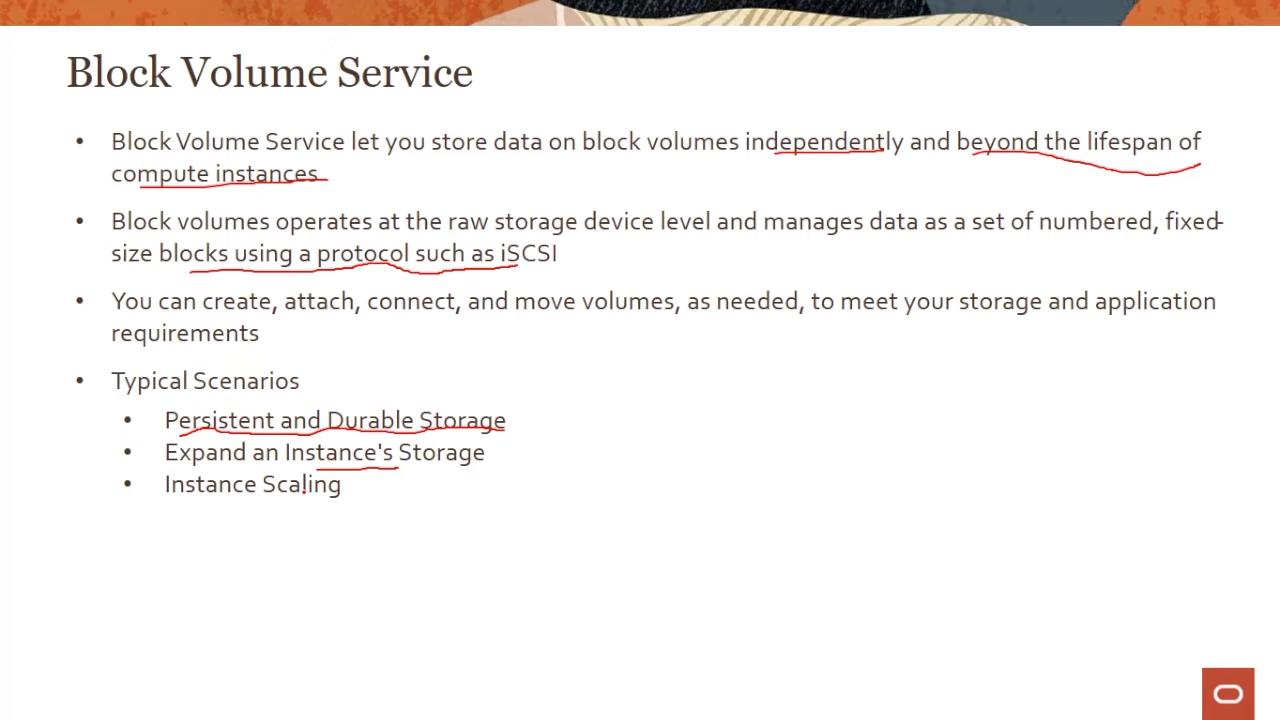 Block Volume Service
• Block Volume Service let you store data on block volumes independently and beyond the lifespan of
compute instances
• Block volumes operates at the raw storage device level and manages data as a set of numbered, fixed-
size blocks using a protocol such as iSCSI
• You can create, attach, connect, and move volumes, as needed, to meet your storage and application
requirements
• Typical Scenarios
• Persistent and Durable Storage
• Expand an Instance's Storage
• Instance Scaling